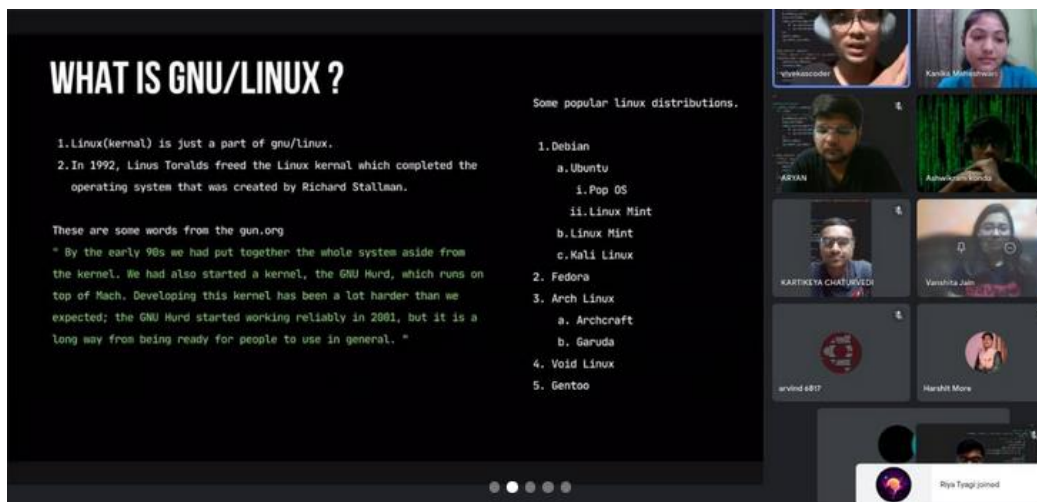 WHAT IS GNU/LINUX ?
1.Linux(kernal) is just a part of gnu/linux.
2.In 1992, Linus Toralds freed the Linux kernal which completed the
operating system that was created by Richard Stallman.
These are some words from the gun.org
" By the early 90s we had put together the whole system aside from
the kernel. We had also started a kernel, the GNU Hurd, which runs on
top of Mach. Developing this kernel has been a lot harder than we
expected; the GNU Hurd started working reliably in 2001, but it is a
long way from being ready for people to use in general. "
Some popular linux distributions.
1.Debian
a.Ubuntu
i.Pop OS
ii.Linux Mint
b.Linux Mint
c.Kali Linux
2. Fedora
3. Arch Linux
a. Archcraft
b. Garuda
4. Void Linux
5. Gentoo
vivekascoder
Kanika Maheshwari
ARYAN
Ashwikram konda
KARTIKEYA CHATURVEDI
Vanshita Jain
arvind 6817
Harshit More
Riya Tyagi joined